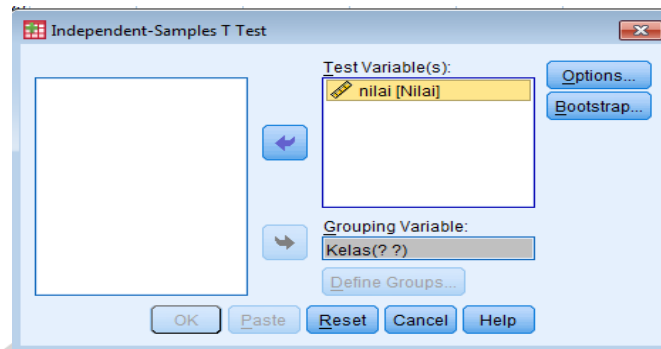 Independent-Samples T Test
Test Variable(s):
nilai [Nilai]
Options...
Bootstrap...
Grouping Variable:
Kelas(? ?)
Define Groups...
OK Paste Reset Cancel Help